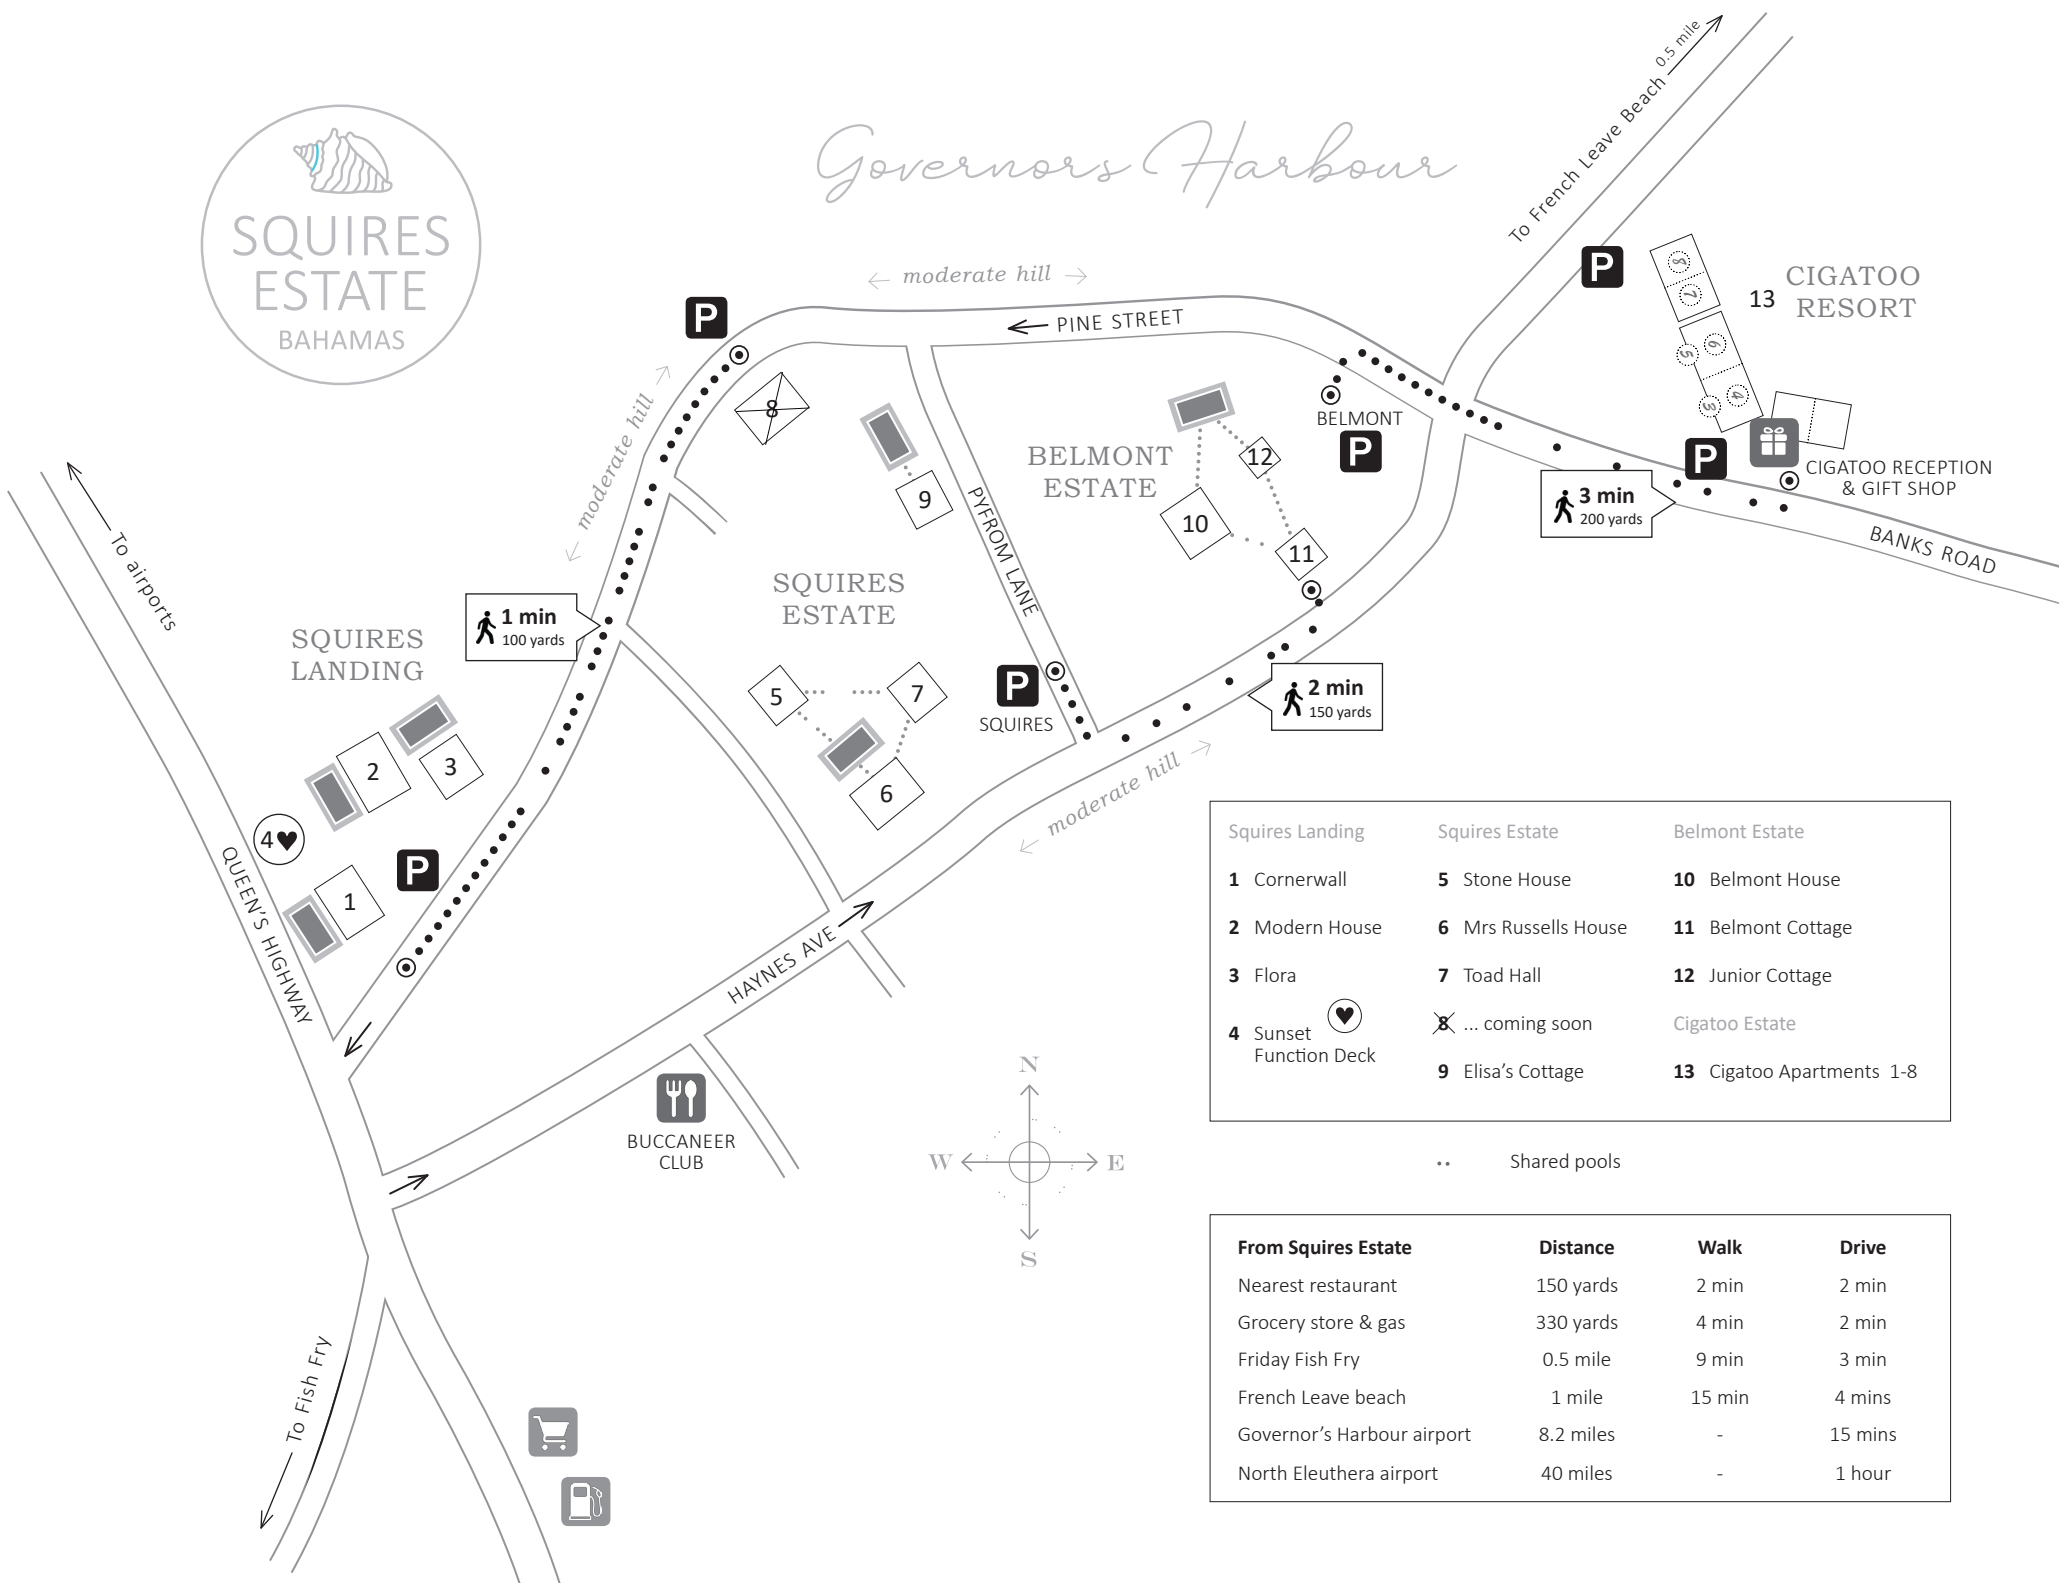 SQUIRES
ESTATE
BAHAMAS
Governors Harbour
To French Leave Beach
0.5 mile
P
CIGATOO
RESORT
13
8
7
6
5
4
3
P
moderate hill
PINE STREET
moderate hill
8
9
PYFROM LANE
BELMONT
ESTATE
10
11
12
BELMONT
P
P
CIGATOO RECEPTION
& GIFT SHOP
3 min
200 yards
BANKS ROAD
To airports
1 min
100 yards
SQUIRES
ESTATE
SQUIRES
LANDING
5
7
6
P
SQUIRES
2 min
150 yards
moderate hill
2
3
4
1
P
QUEEN'S HIGHWAY
HAYNES AVE
BUCCANEER
CLUB
N
W
E
S
To Fish Fry
Squires Landing
1 Cornerwall
2 Modern House
3 Flora
4 Sunset
Function Deck
Squires Estate
5 Stone House
6 Mrs Russells House
7 Toad Hall
8 ... coming soon
9 Elisa's Cottage
Belmont Estate
10 Belmont House
11 Belmont Cottage
12 Junior Cottage
Cigatoo Estate
13 Cigatoo Apartments 1-8
Shared pools
From Squires Estate Distance Walk Drive
Nearest restaurant 150 yards 2 min 2 min
Grocery store & gas 330 yards 4 min 2 min
Friday Fish Fry 0.5 mile 9 min 3 min
French Leave beach 1 mile 15 min 4 mins
Governor's Harbour airport 8.2 miles - 15 mins
North Eleuthera airport 40 miles - 1 hour